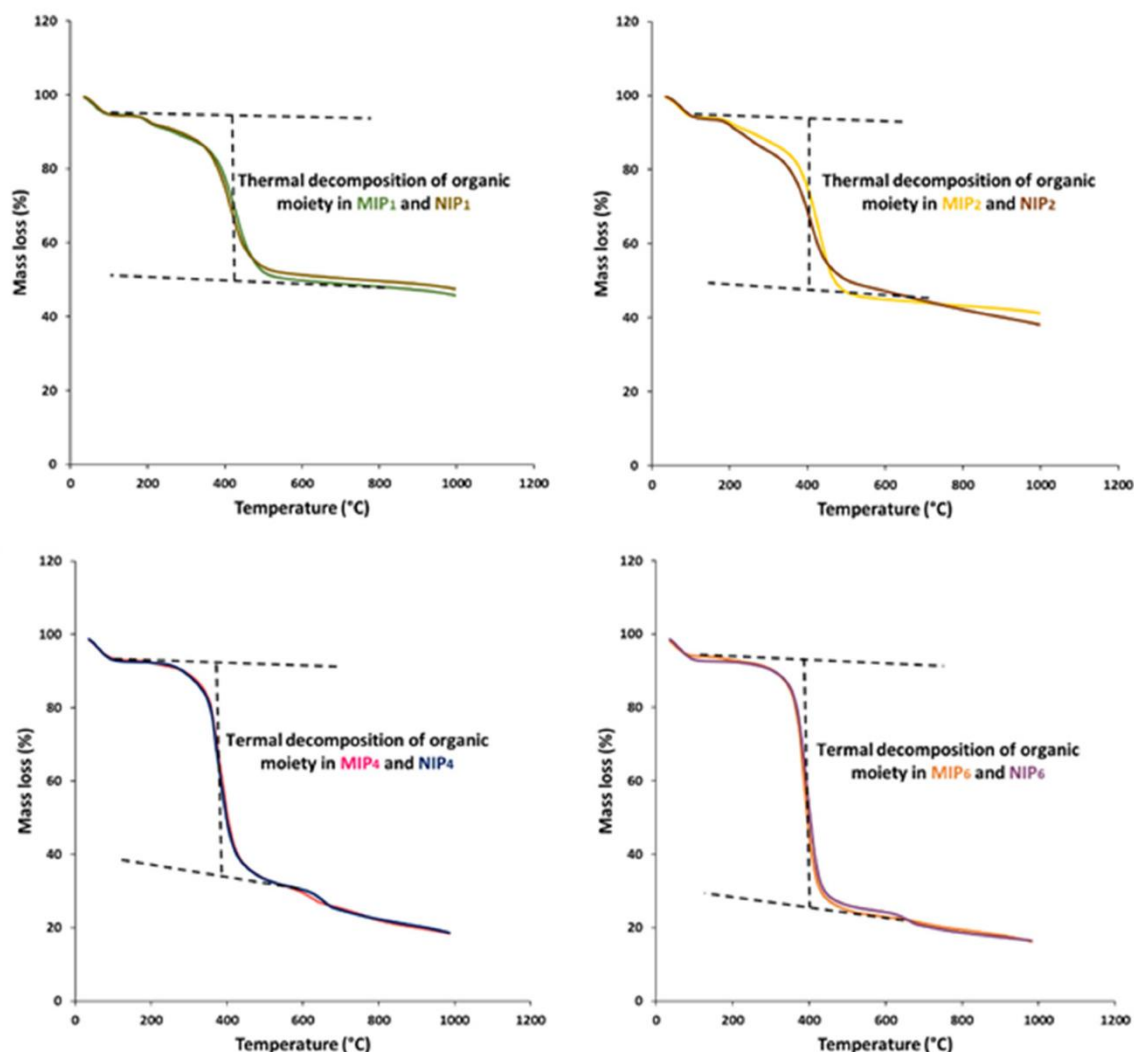 120
100
80
60
40
20
0
Mass loss (%)
Thermal decomposition of organic
moiety in MIP1 and NIP1
0 200 400 600 800 1000 1200
Temperature (°C)
120
100
80
60
40
20
0
Mass loss (%)
Thermal decomposition of organic
moiety in MIP2 and NIP2
0 200 400 600 800 1000 1200
Temperature (°C)
120
100
80
60
40
20
0
Mass loss (%)
Termal decomposition of organic
moiety in MIP4 and NIP4
0 200 400 600 800 1000 1200
Temperature (°C)
120
100
80
60
40
20
0
Mass loss (%)
Termal decomposition of organic
moiety in MIP6 and NIP6
0 200 400 600 800 1000 1200
Temperature (°C)